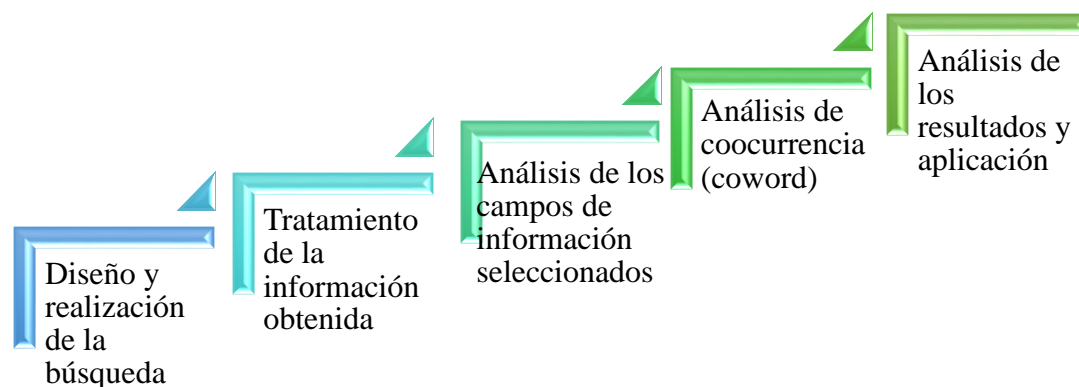 Diseño y
realización
de la
búsqueda
Tratamiento
de la
información
obtenida
Análisis de los
campos de
información
seleccionados
Análisis de
coocurrencia
(coword)
Análisis de
los
resultados y
aplicación